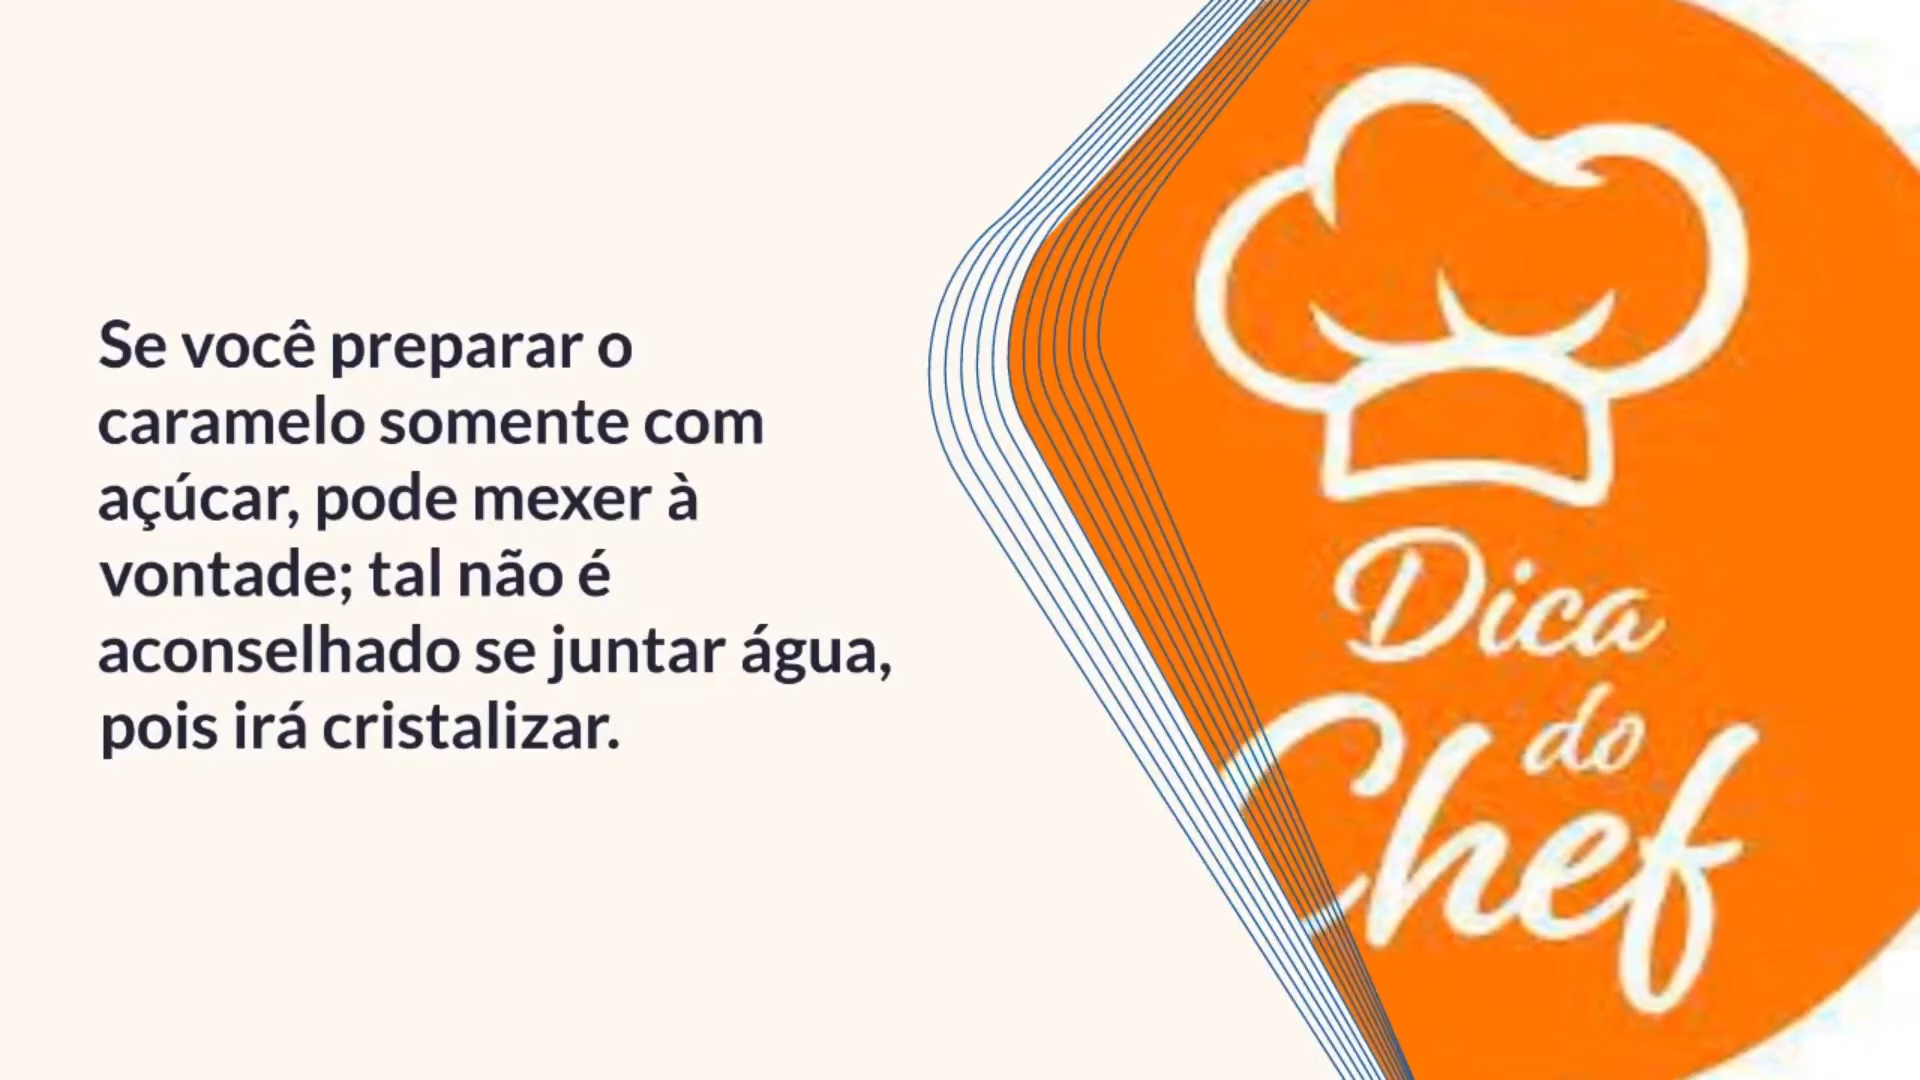 Se você preparar o
caramelo somente com
açúcar, pode mexer à
vontade; tal não é
aconselhado se juntar água,
pois irá cristalizar.
Dica
do
Chef